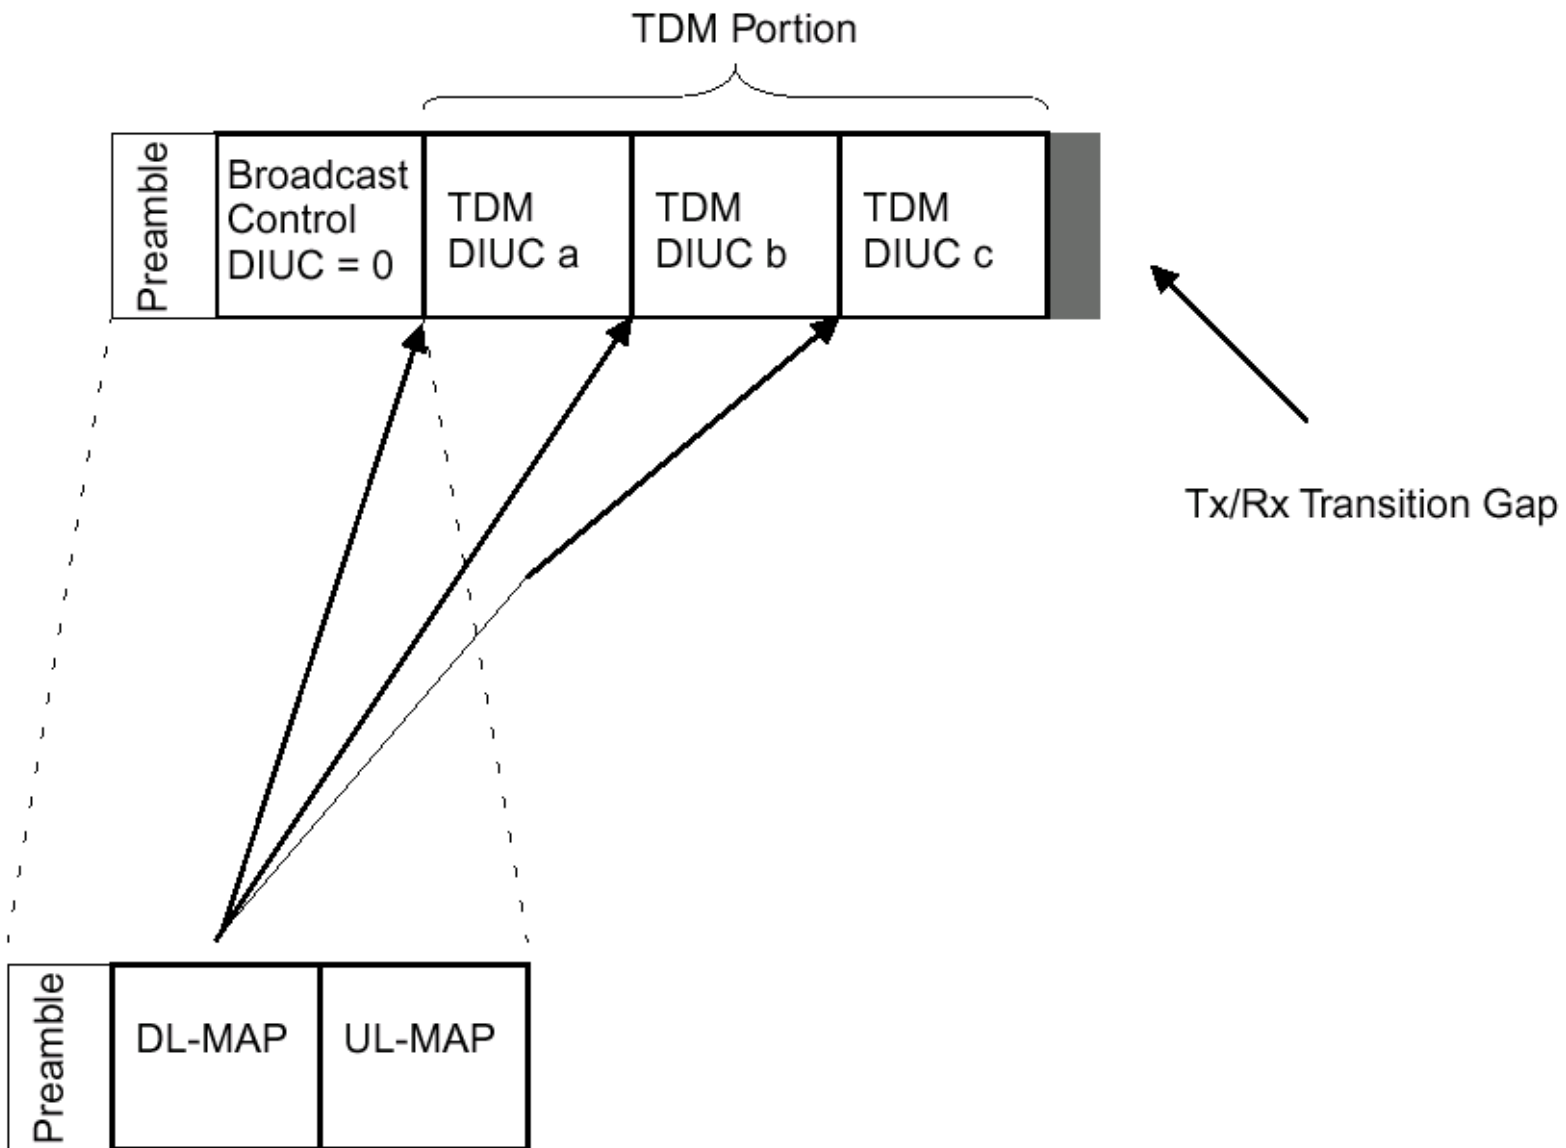 TDM Portion
Preamble
Broadcast
Control
DIUC = 0
TDM
DIUC a
TDM
DIUC b
TDM
DIUC c
Tx/Rx Transition Gap
Preamble
DL-MAP
UL-MAP